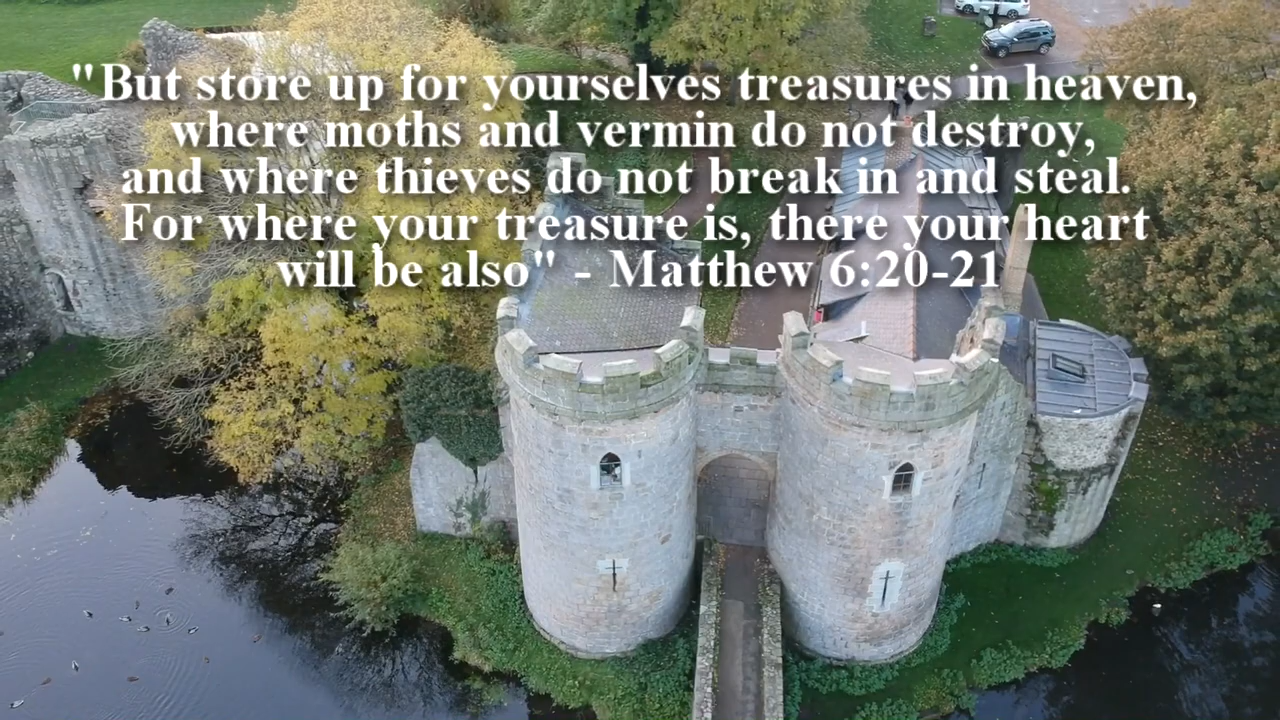 "But store up for yourselves treasures in heaven,
where moths and vermin do not destroy,
and where thieves do not break in and steal.
For where your treasure is, there your heart
will be also" - Matthew 6:20-21